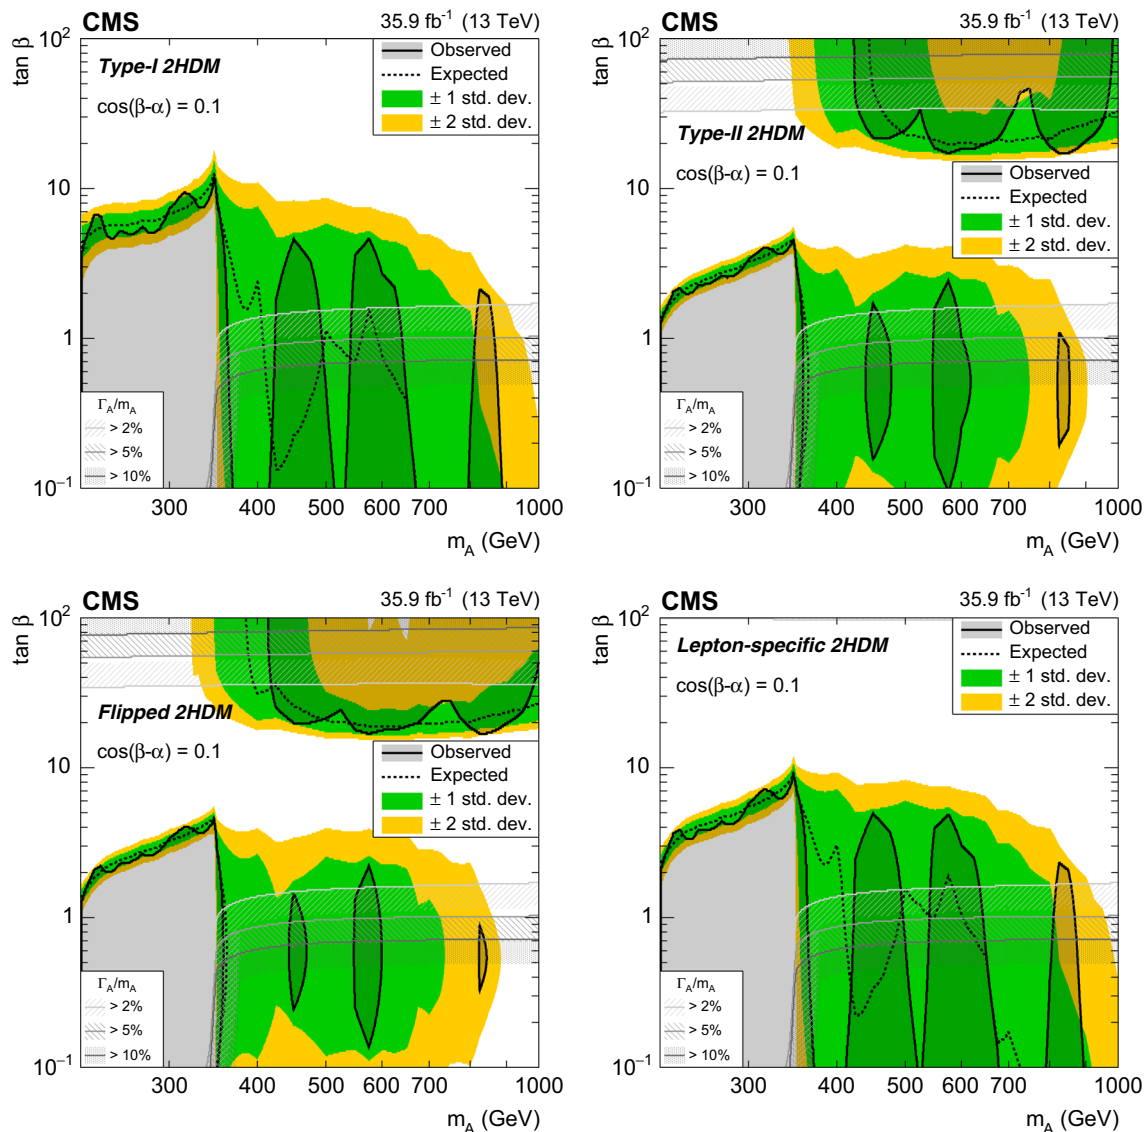 CMS 35.9 fb⁻¹ (13 TeV)
tan β
10²
10
1
10⁻¹
Type-I 2HDM
cos(β-α) = 0.1
Observed
Expected
± 1 std. dev.
± 2 std. dev.
Γ_A/m_A
> 2%
> 5%
> 10%
300 400 500 600 700 1000
m_A (GeV)
CMS 35.9 fb⁻¹ (13 TeV)
tan β
10²
10
1
10⁻¹
Type-II 2HDM
cos(β-α) = 0.1
Observed
Expected
± 1 std. dev.
± 2 std. dev.
Γ_A/m_A
> 2%
> 5%
> 10%
300 400 500 600 700 1000
m_A (GeV)
CMS 35.9 fb⁻¹ (13 TeV)
tan β
10²
10
1
10⁻¹
Flipped 2HDM
cos(β-α) = 0.1
Observed
Expected
± 1 std. dev.
± 2 std. dev.
Γ_A/m_A
> 2%
> 5%
> 10%
300 400 500 600 700 1000
m_A (GeV)
CMS 35.9 fb⁻¹ (13 TeV)
tan β
10²
10
1
10⁻¹
Lepton-specific 2HDM
cos(β-α) = 0.1
Observed
Expected
± 1 std. dev.
± 2 std. dev.
Γ_A/m_A
> 2%
> 5%
> 10%
300 400 500 600 700 1000
m_A (GeV)